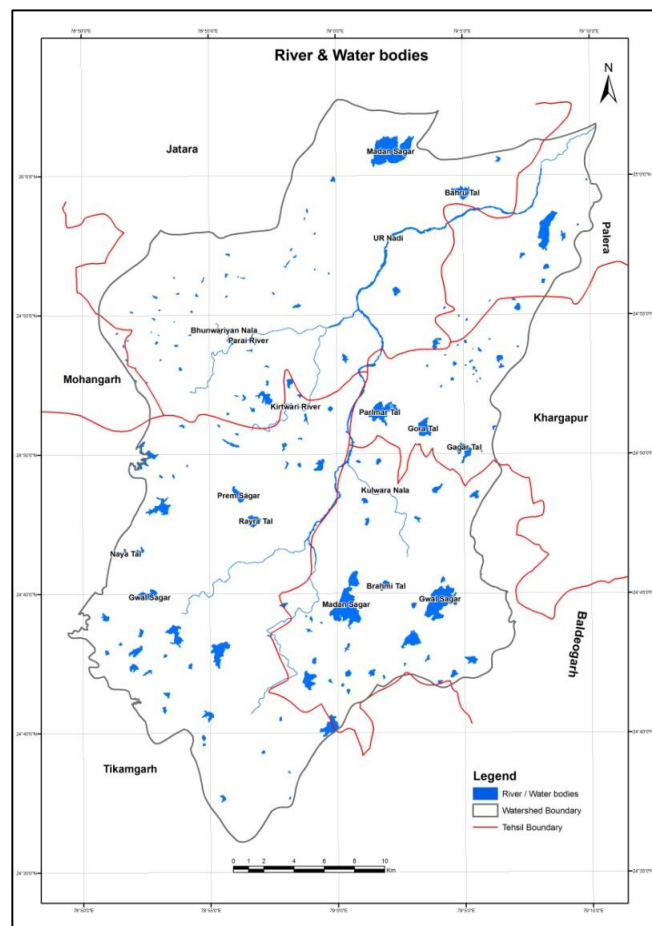 River & Water bodies
N
Jatara
Madan Sagar
Bahru Tal
UR Nadi
Palera
Bhunwariyan Nala
Parai River
Mohangarh
Kirtwari River
Parimar Tal
Khargapur
Gora Tal
Gagar Tal
Kulwara Nala
Prem Sagar
Rayra Tal
Naya Tal
Brahmi Tal
Gwal Sagar
Madan Sagar
Gwal Sagar
Baldeogarh
Tikamgarh
Legend
River / Water bodies
Watershed Boundary
Tehsil Boundary
0 1 2 4 6 8 10
Km